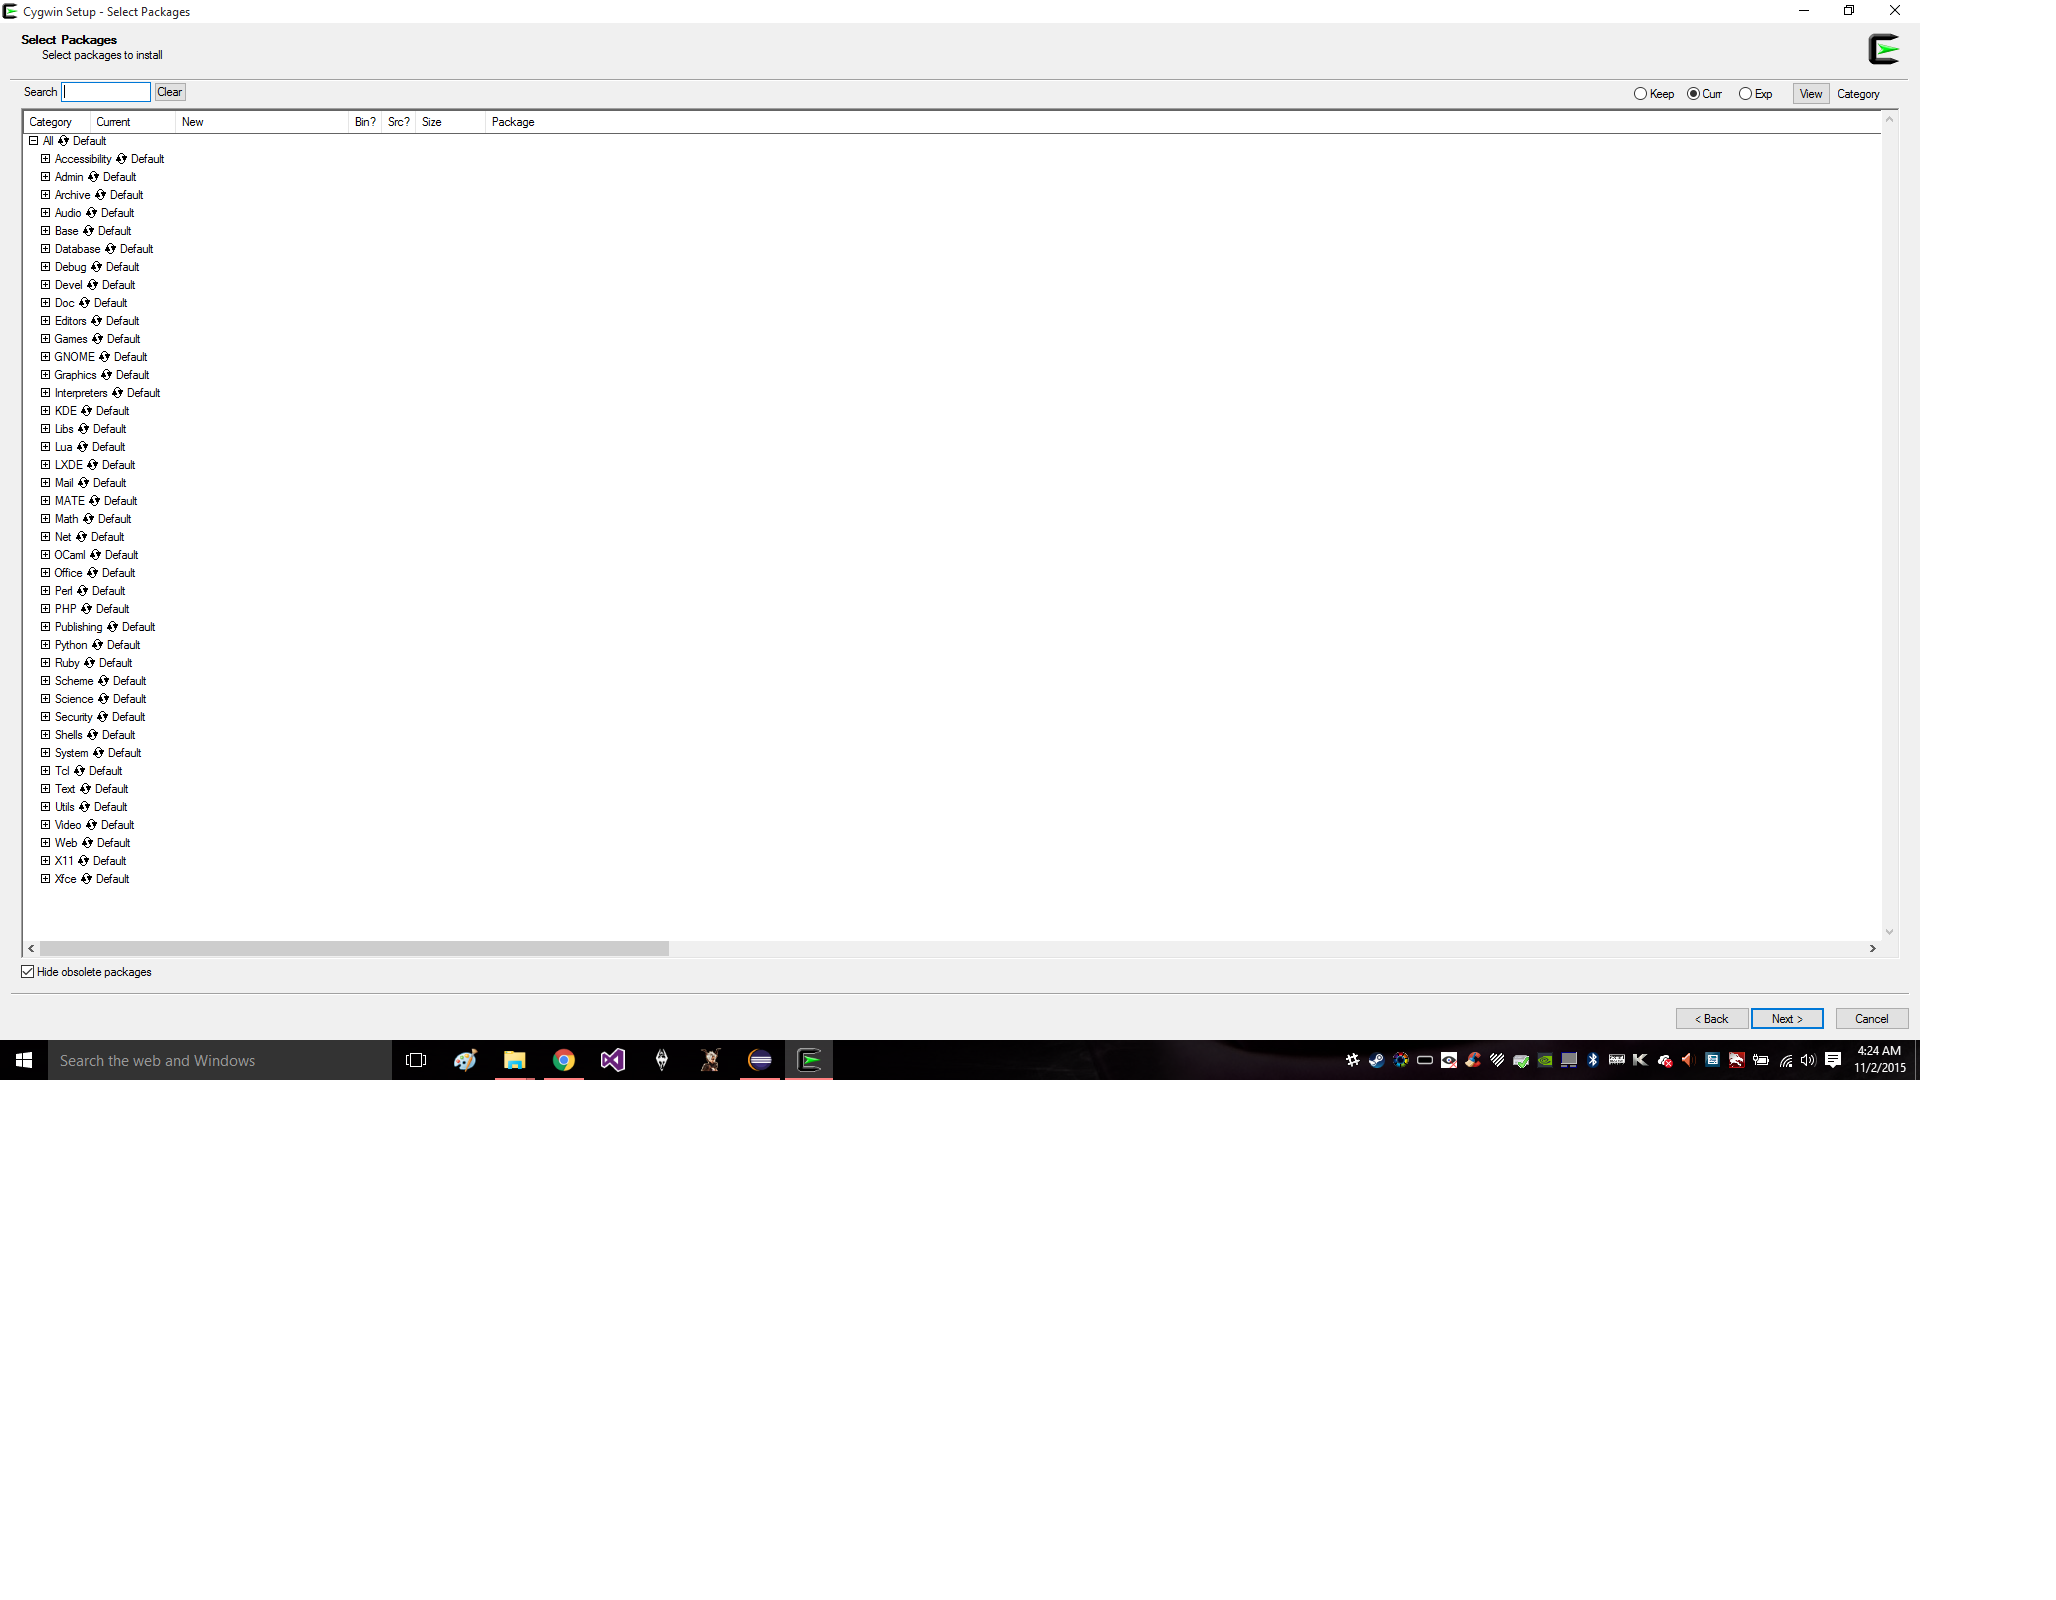 Cygwin Setup - Select Packages
Select Packages
Select packages to install
Search Clear Keep Curr Exp View Category
Category Current New Bin? Src? Size Package
All Default
Accessibility Default
Admin Default
Archive Default
Audio Default
Base Default
Database Default
Debug Default
Devel Default
Doc Default
Editors Default
Games Default
GNOME Default
Graphics Default
Interpreters Default
KDE Default
Libs Default
Lua Default
LXDE Default
Mail Default
MATE Default
Math Default
Net Default
OCaml Default
Office Default
Perl Default
PHP Default
Publishing Default
Python Default
Ruby Default
Scheme Default
Science Default
Security Default
Shells Default
System Default
Tcl Default
Text Default
Utils Default
Video Default
Web Default
X11 Default
Xfce Default
Hide obsolete packages
< Back Next > Cancel
Search the web and Windows
4:24 AM
11/2/2015